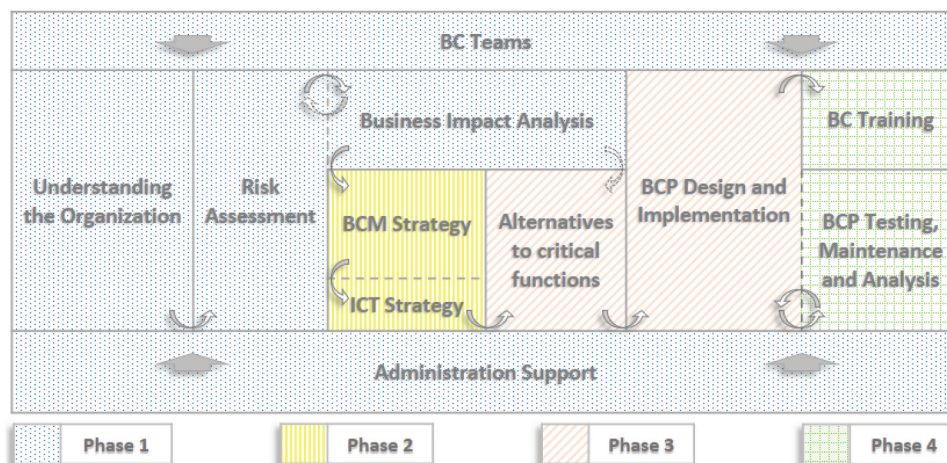 BC Teams
Understanding
the Organization
Risk
Assessment
Business Impact Analysis
BCM Strategy
ICT Strategy
Alternatives
to critical
functions
BCP Design and
Implementation
BC Training
BCP Testing,
Maintenance
and Analysis
Administration Support
Phase 1
Phase 2
Phase 3
Phase 4